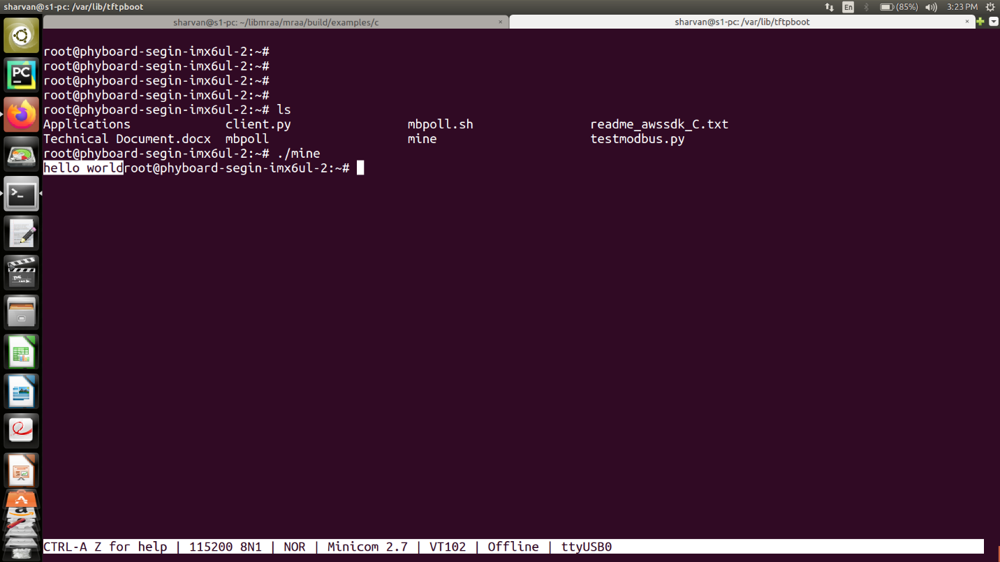 sharvan@s1-pc: /var/lib/tftpboot
En
(85%)
3:23 PM
sharvan@s1-pc: ~/libmraa/mraa/build/examples/c ×
sharvan@s1-pc: /var/lib/tftpboot ×
PC
root@phyboard-segin-imx6ul-2:~#
root@phyboard-segin-imx6ul-2:~#
root@phyboard-segin-imx6ul-2:~#
root@phyboard-segin-imx6ul-2:~#
root@phyboard-segin-imx6ul-2:~# ls
Applications client.py mbpoll.sh readme_awssdk_C.txt
Technical Document.docx mbpoll mine testmodbus.py
root@phyboard-segin-imx6ul-2:~# ./mine
hello worldroot@phyboard-segin-imx6ul-2:~#
CTRL-A Z for help | 115200 8N1 | NOR | Minicom 2.7 | VT102 | Offline | ttyUSB0